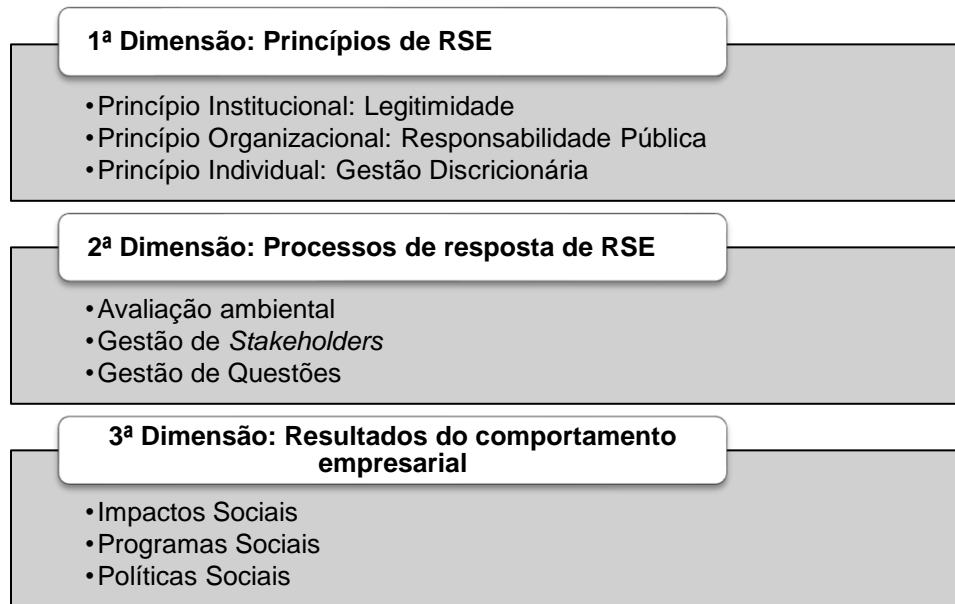 1ª Dimensão: Princípios de RSE
•Princípio Institucional: Legitimidade
•Princípio Organizacional: Responsabilidade Pública
•Princípio Individual: Gestão Discricionária
2ª Dimensão: Processos de resposta de RSE
•Avaliação ambiental
•Gestão de Stakeholders
•Gestão de Questões
3ª Dimensão: Resultados do comportamento
empresarial
•Impactos Sociais
•Programas Sociais
•Políticas Sociais